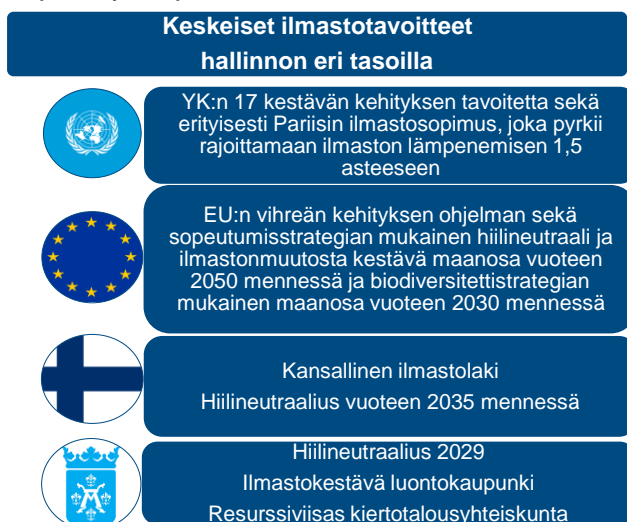 Keskeiset ilmastotavoitteet
hallinnon eri tasoilla
YK:n 17 kestävän kehityksen tavoitetta sekä
erityisesti Pariisin ilmastosopimus, joka pyrkii
rajoittamaan ilmaston lämpenemisen 1,5
asteeseen
EU:n vihreän kehityksen ohjelman sekä
sopeutumisstrategian mukainen hiilineutraali ja
ilmastonmuutosta kestävä maanosa vuoteen
2050 mennessä ja biodiversitettistrategian
mukainen maanosa vuoteen 2030 mennessä
Kansallinen ilmastolaki
Hiilineutraalius vuoteen 2035 mennessä
Hiilineutraalius 2029
Ilmastokestävä luontokaupunki
Resurssiviisas kiertotalousyhteiskunta